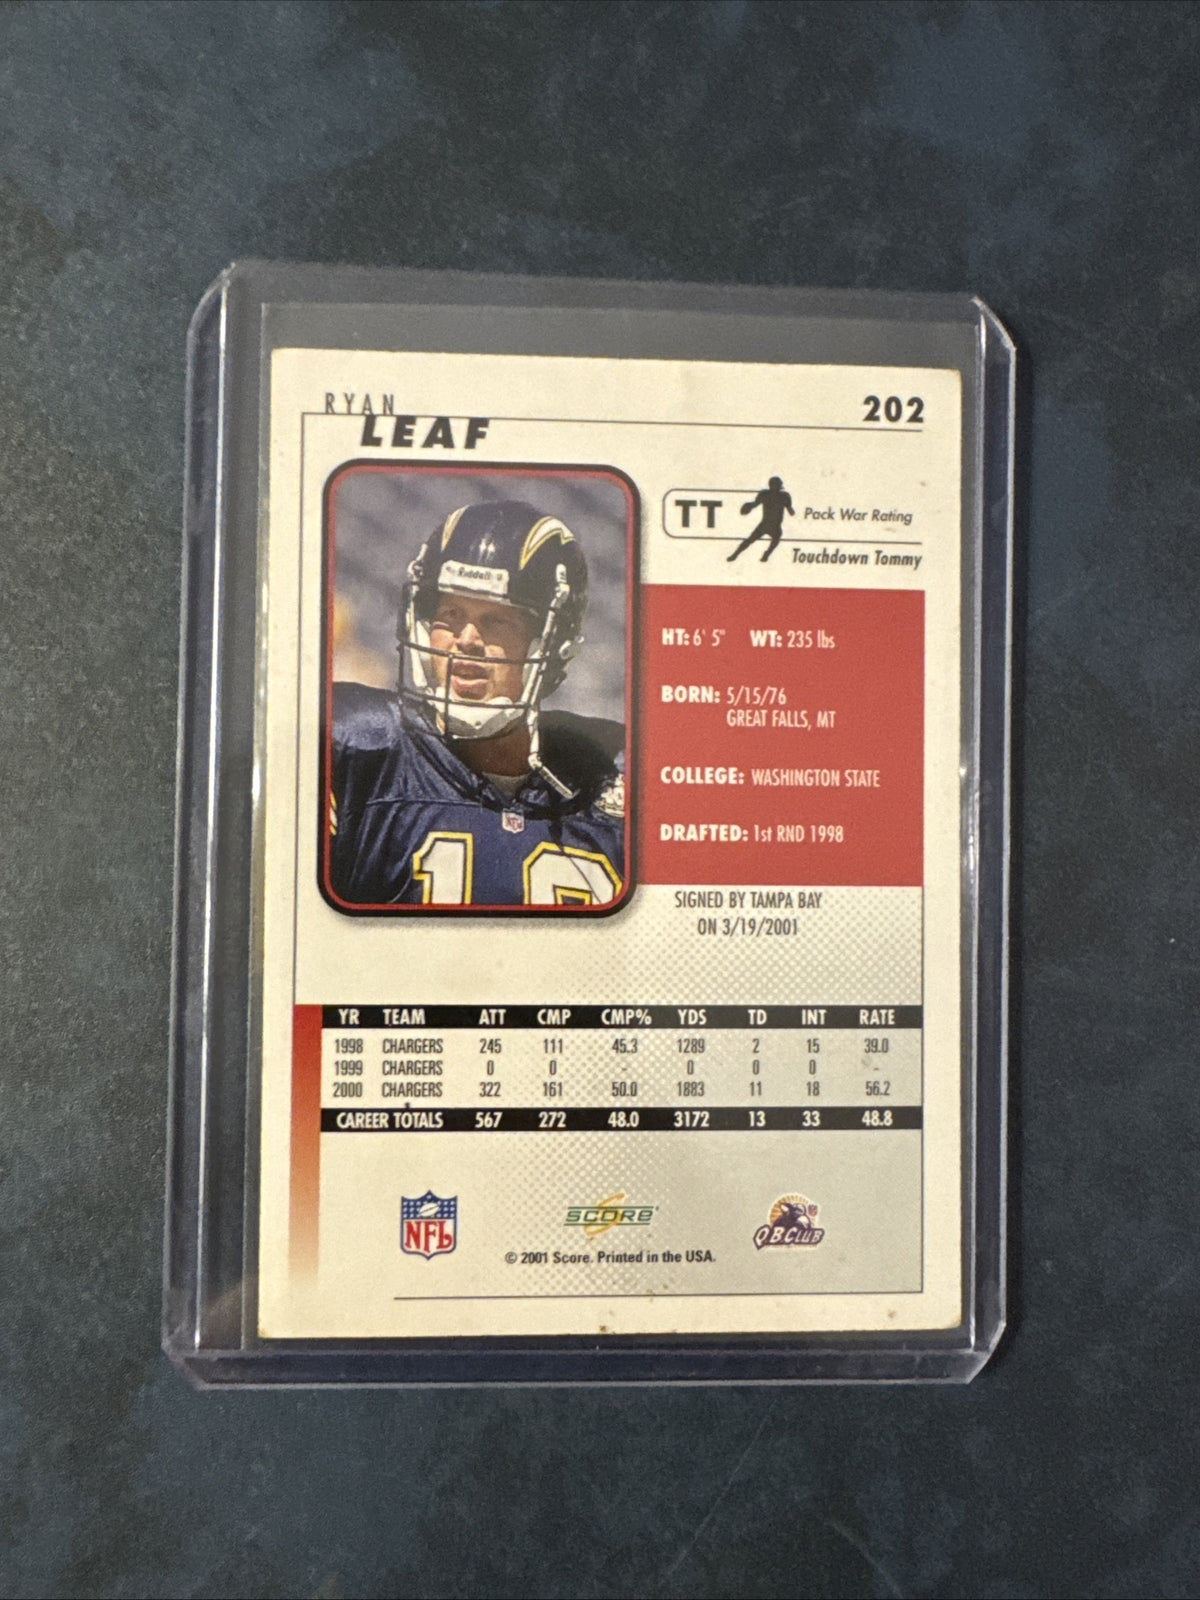 RYAN
LEAF
202
TT
Pack War Rating
Touchdown Tommy
Riddell
NFL
HT: 6' 5" WT: 235 lbs
BORN: 5/15/76
GREAT FALLS, MT
COLLEGE: WASHINGTON STATE
DRAFTED: 1st RND 1998
SIGNED BY TAMPA BAY
ON 3/19/2001
YR TEAM ATT CMP CMP% YDS TD INT RATE
1998 CHARGERS 245 111 45.3 1289 2 15 39.0
1999 CHARGERS 0 0 - 0 0 0 -
2000 CHARGERS 322 161 50.0 1883 11 18 56.2
CAREER TOTALS 567 272 48.0 3172 13 33 48.8
NFL
SCORE
QB CLUB
© 2001 Score. Printed in the USA.